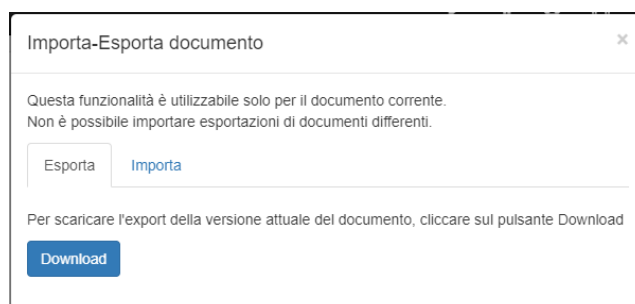 Importa-Esporta documento ×
Questa funzionalità è utilizzabile solo per il documento corrente.
Non è possibile importare esportazioni di documenti differenti.
Esporta Importa
Per scaricare l'export della versione attuale del documento, cliccare sul pulsante Download
Download